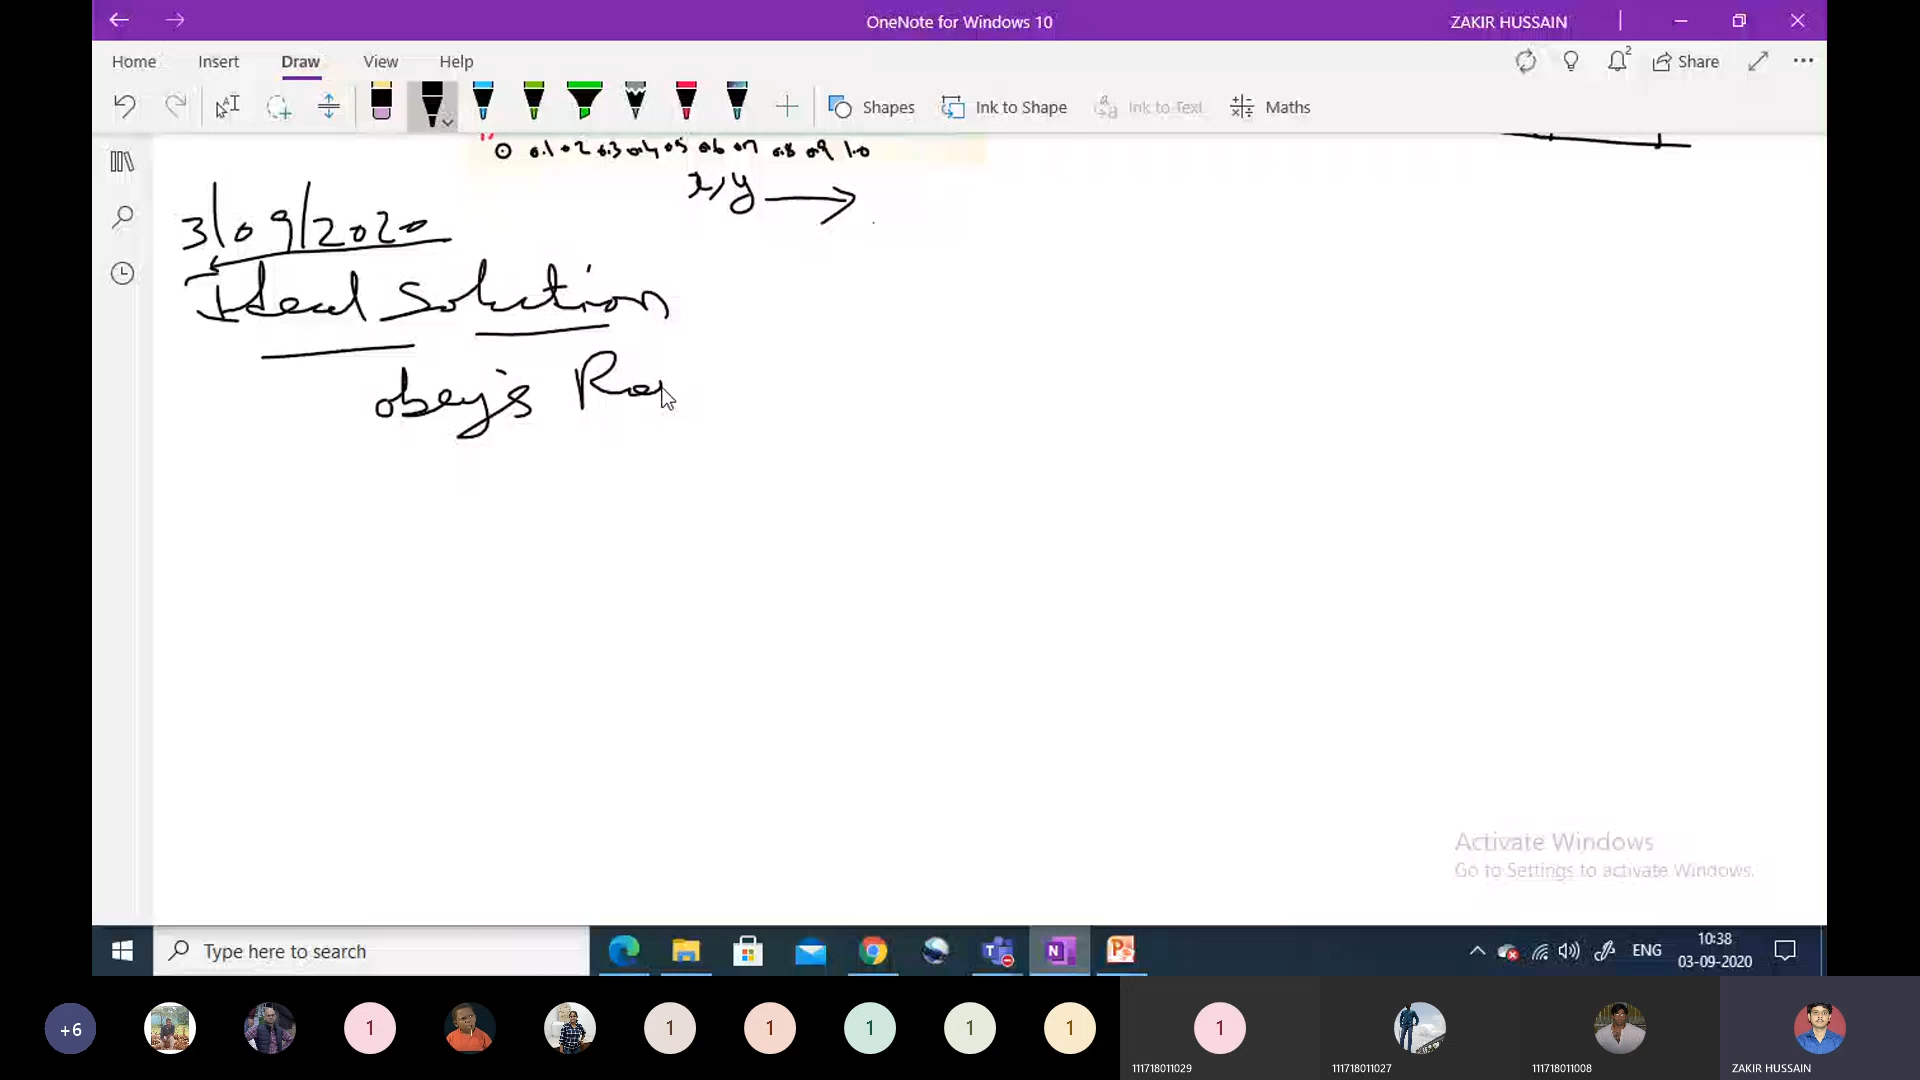 OneNote for Windows 10
ZAKIR HUSSAIN
Home Insert Draw View Help
2
Share
Shapes Ink to Shape Ink to Text Maths
0 0.1 0.2 0.3 0.4 0.5 0.6 0.7 0.8 0.9 1.0
x, y
3/09/2020
Ideal Solution
obey's Rao
Activate Windows
Go to Settings to activate Windows.
Type here to search
ENG
10:38
03-09-2020
+6 1 1 1 1 1 1 1
111718011029 111718011027 111718011008 ZAKIR HUSSAIN